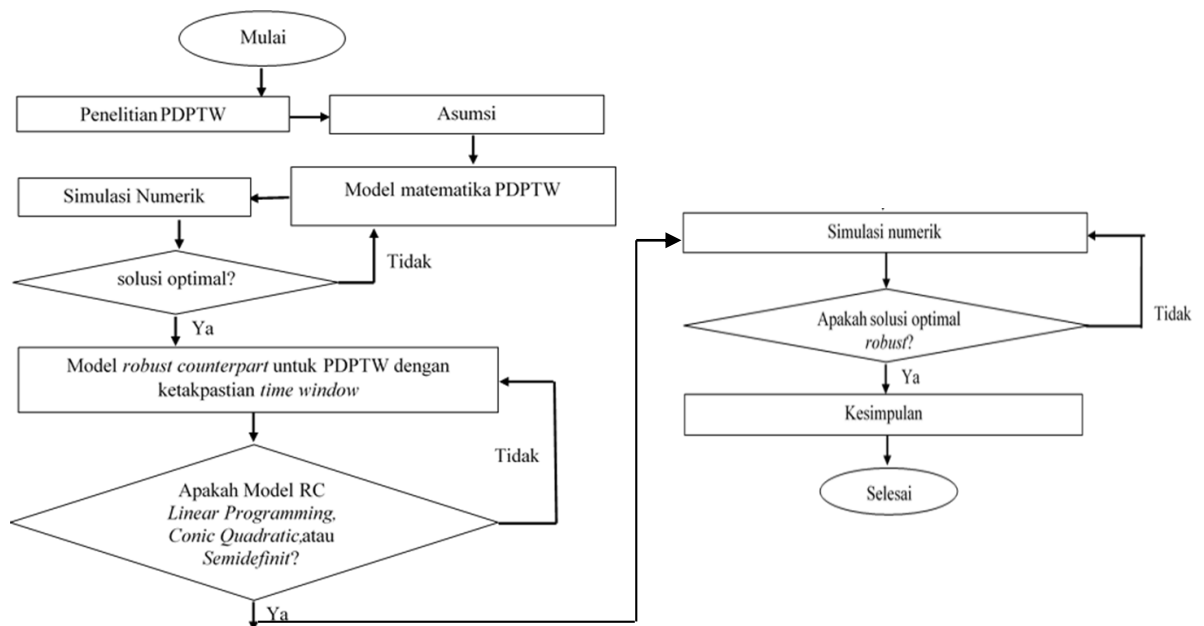 Mulai
Penelitian PDPTW
Asumsi
Simulasi Numerik
Model matematika PDPTW
solusi optimal?
Tidak
Ya
Model robust counterpart untuk PDPTW dengan
ketakpastian time window
Tidak
Apakah Model RC
Linear Programming,
Conic Quadratic,atau
Semidefinit?
Ya
Simulasi numerik
Tidak
Apakah solusi optimal
robust?
Ya
Kesimpulan
Selesai